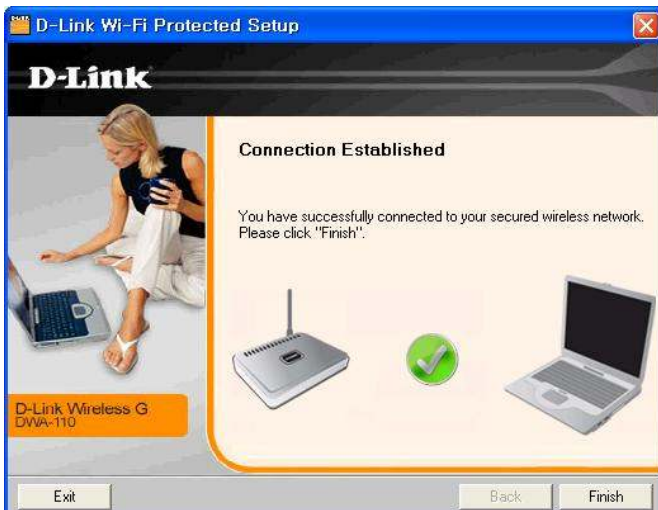 D-Link Wi-Fi Protected Setup
D-Link
Connection Established
You have successfully connected to your secured wireless network.
Please click "Finish".
D-Link Wireless G
DWA-110
Exit
Back
Finish